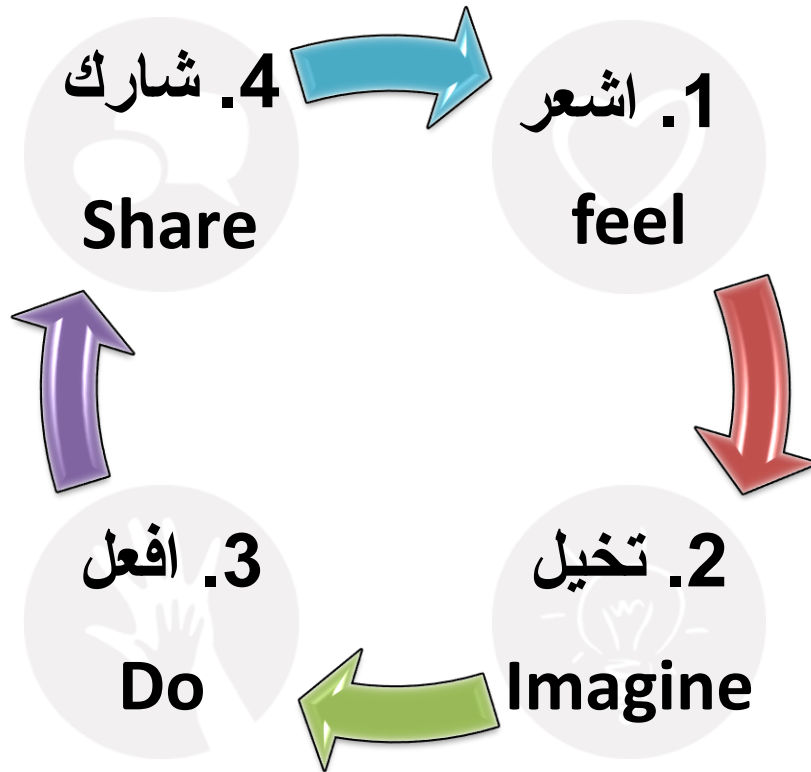 1. اشعر
feel
2. تخيل
Imagine
3. افعل
Do
4. شارك
Share